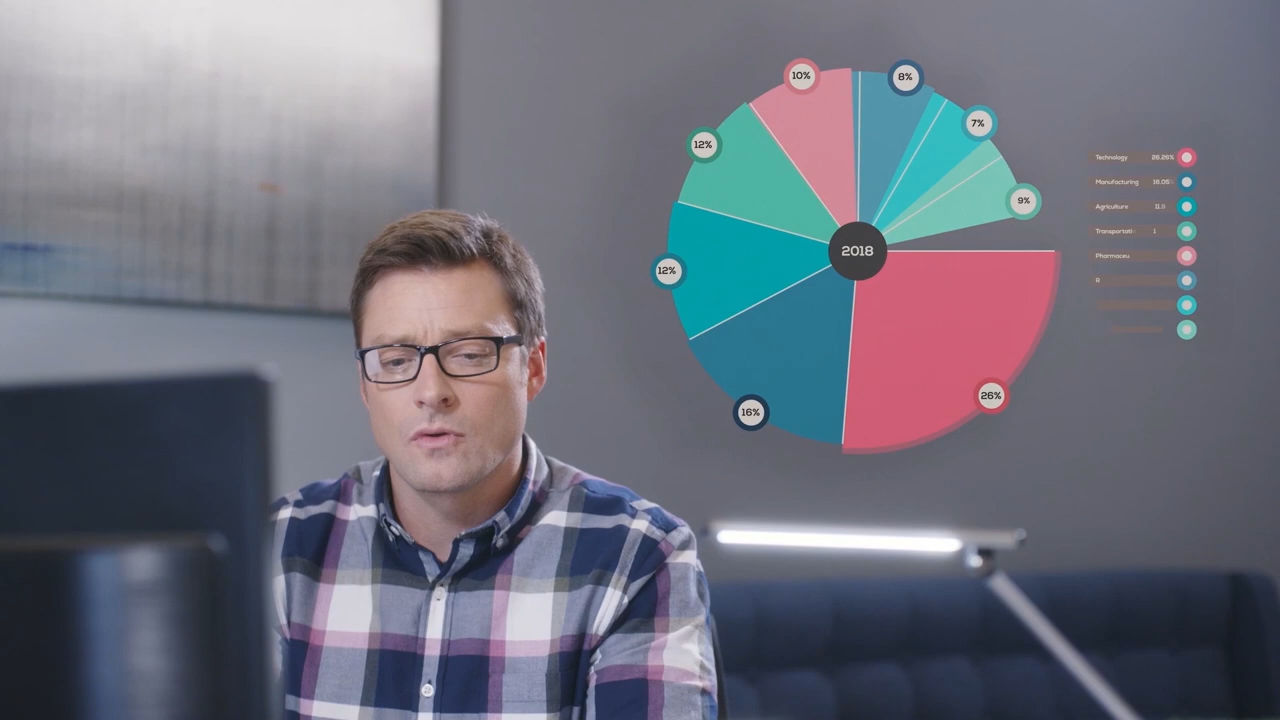 10%
8%
12%
7%
9%
2018
12%
16%
26%
Technology 26.26%
Manufacturing 16.05
Agriculture 11.8
Transportati 1
Pharmaceu
R